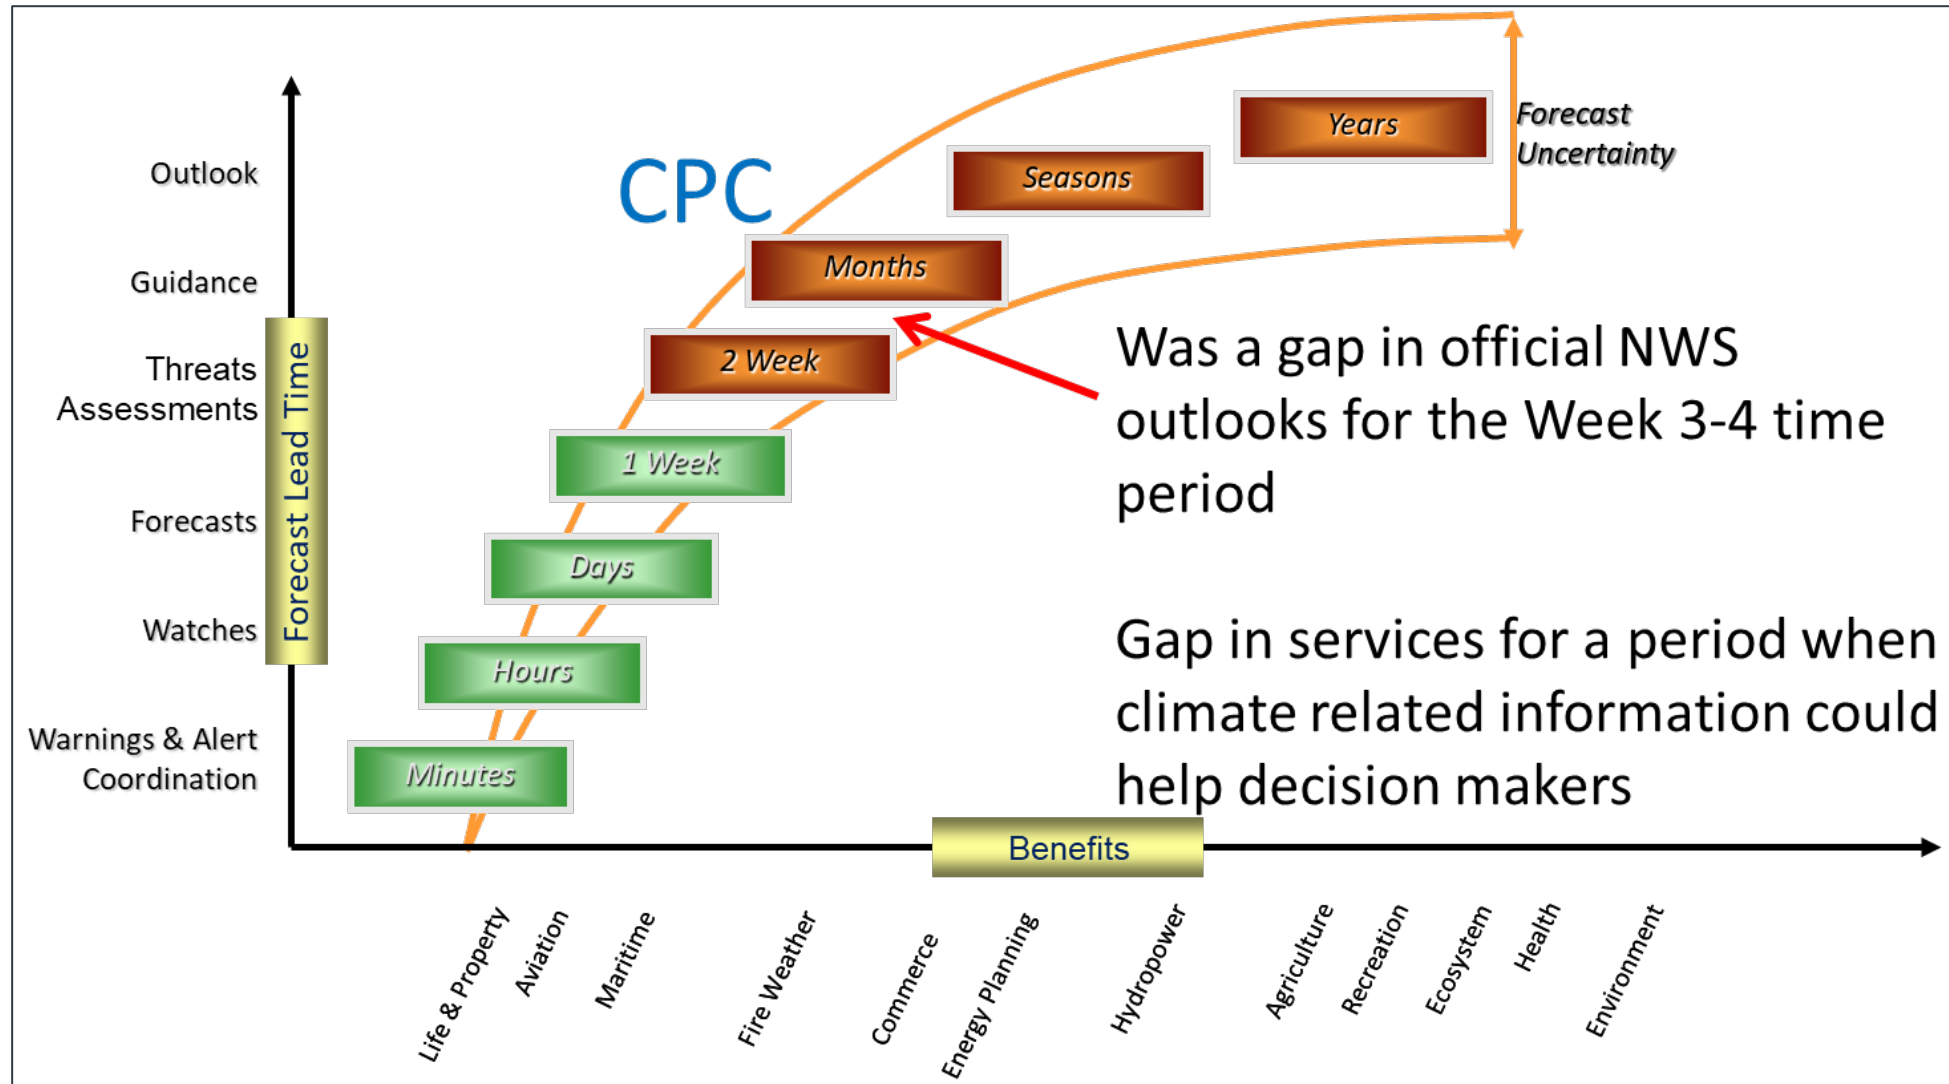 Outlook
Guidance
Threats
Assessments
Forecasts
Watches
Warnings & Alert
Coordination
Forecast Lead Time
CPC
Years
Seasons
Months
2 Week
1 Week
Days
Hours
Minutes
Forecast
Uncertainty
Was a gap in official NWS
outlooks for the Week 3-4 time
period
Gap in services for a period when
climate related information could
help decision makers
Benefits
Life & Property
Aviation
Maritime
Fire Weather
Commerce
Energy Planning
Hydropower
Agriculture
Recreation
Ecosystem
Health
Environment